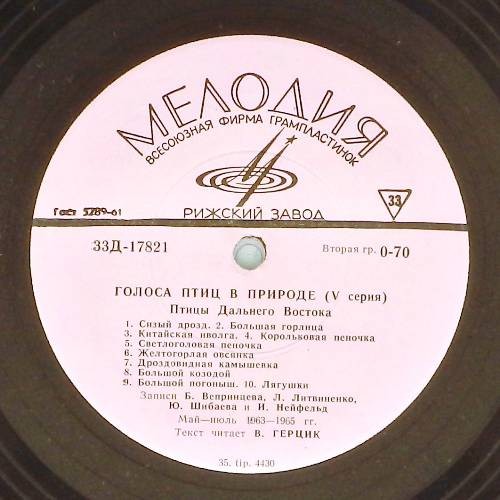 МЕЛОДИЯ
ВСЕСОЮЗНАЯ ФИРМА ГРАМПЛАСТИНОК
33
Гост 5289-61
РИЖСКИЙ ЗАВОД
33Д-17821
Вторая гр. 0-70
ГОЛОСА ПТИЦ В ПРИРОДЕ (V серия)
Птицы Дальнего Востока
1. Сизый дрозд. 2. Большая горлица
3. Китайская иволга. 4. Корольковая пеночка
5. Светлоголовая пеночка
6. Желтогорлая овсянка
7. Дроздовидная камышевка
8. Большой козодой
9. Большой погоныш. 10. Лягушки
Записи Б. Вепринцева, Л. Литвиненко,
Ю. Шибаева и И. Нейфельд
Май—июль 1963—1965 гг.
Текст читает В. ГЕРЦИК
35. tip. 4430